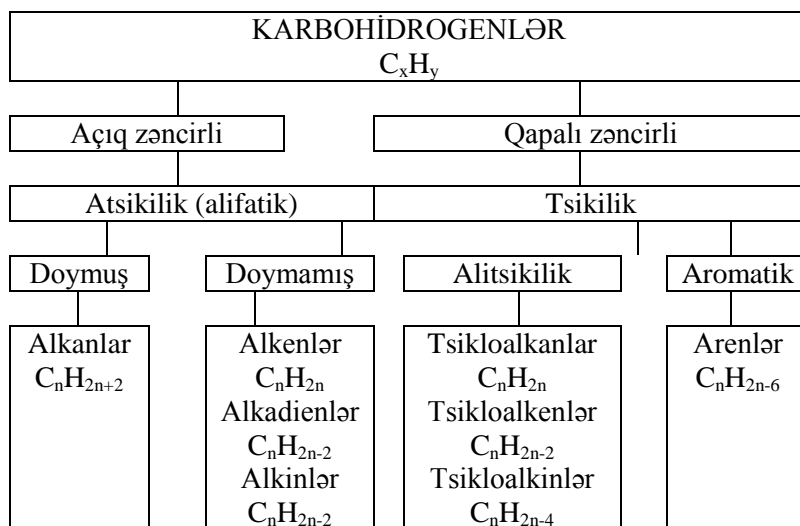 KARBOHİDROGENLƏR
CxHy
Açıq zəncirli
Qapalı zəncirli
Atsikilik (alifatik)
Tsikilik
Doymuş
Doymamış
Alitsikilik
Aromatik
Alkanlar
CnH2n+2
Alkenlər
CnH2n
Alkadienlər
CnH2n-2
Alkinlər
CnH2n-2
Tsikloalkanlar
CnH2n
Tsikloalkenlər
CnH2n-2
Tsikloalkinlər
CnH2n-4
Arenlər
CnH2n-6